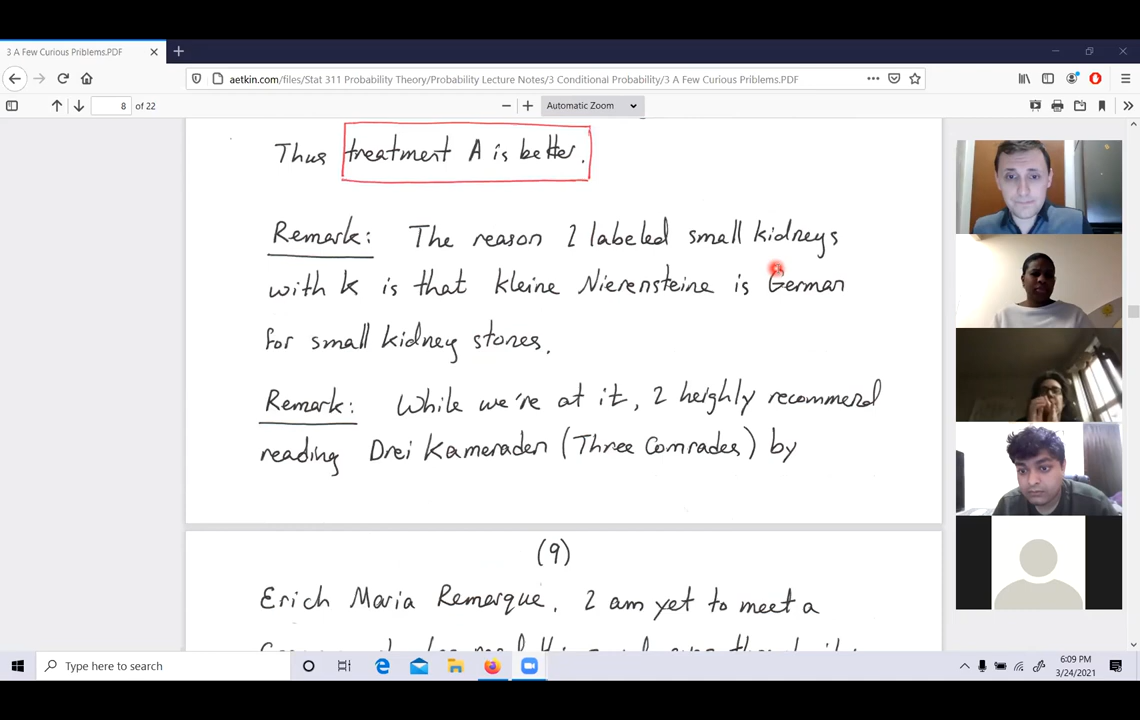 3 A Few Curious Priblems.PDF
aetkin.com/files/Stat 311 Probability Theory/Probability Lecture Notes/3 Conditional Probability/3 A Few Curious Priblems.PDF
8 of 22
Automatic Zoom
Thus treatment A is better.
Remark: The reason I labeled small kidneys
with k is that kleine Nierensteine is German
for small kidney stones.
Remark: While we're at it, I heighly recommend
reading Drei Kameraden (Three Comrades) by
(9)
Erich Maria Remarque. I am yet to meet a
Type here to search
6:09 PM
3/24/2021